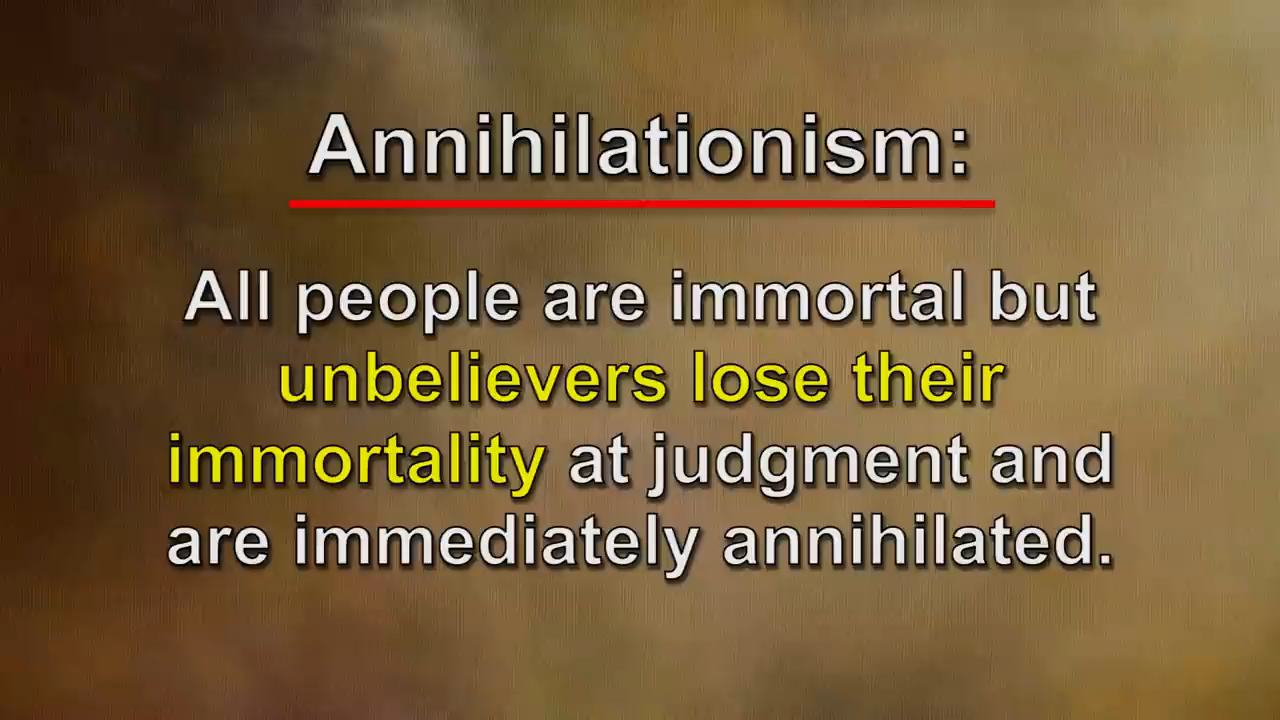 Annihilationism:
All people are immortal but
unbelievers lose their
immortality at judgment and
are immediately annihilated.